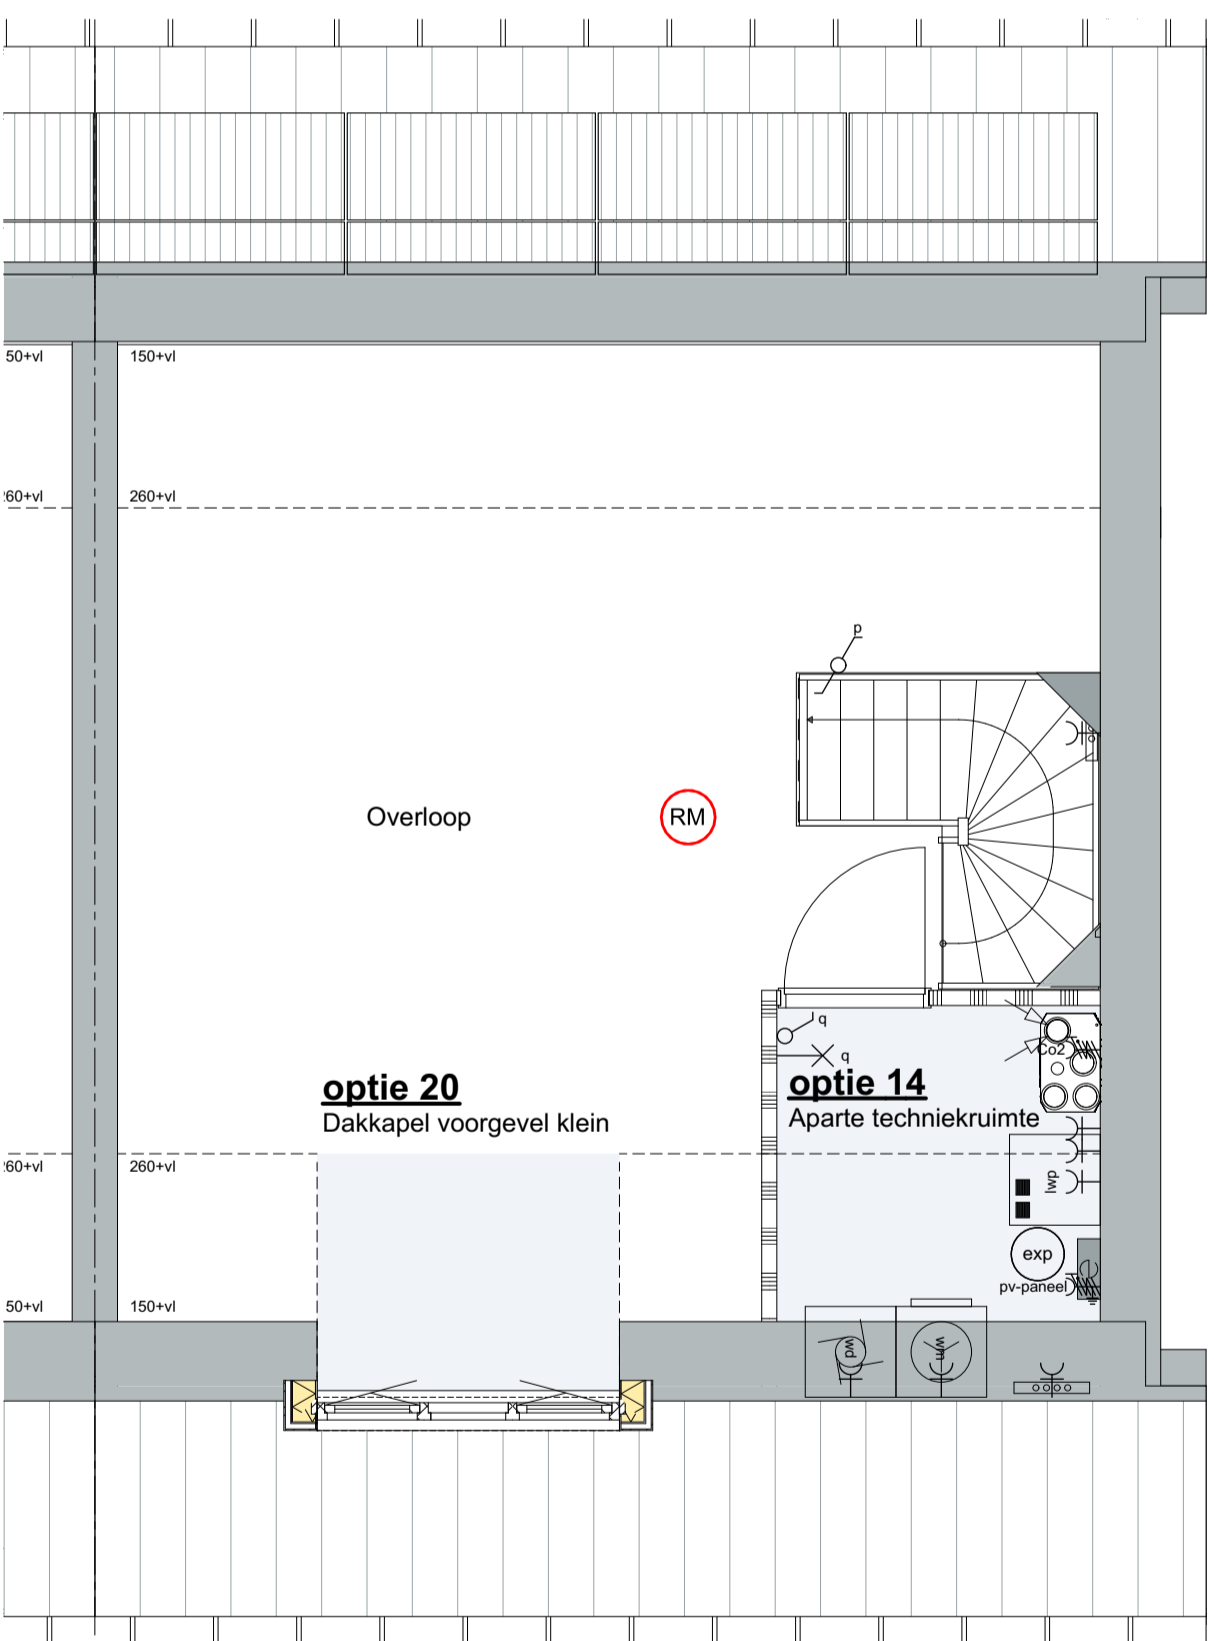 50+vl
150+vl
260+vl
260+vl
p
Overloop
RM
q
q
Co2
optie 20
Dakkapel voorgevel klein
optie 14
Aparte techniekruimte
260+vl
260+vl
lwp
exp
e
pv-paneel
50+vl
150+vl
wd
wm